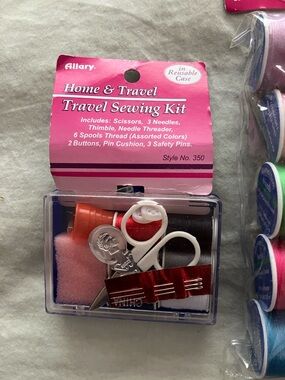 Allary®
in
Reusable
Case
Home & Travel
Travel Sewing Kit
Includes: Scissors, 3 Needles,
Thimble, Needle Threader,
6 Spools Thread (Assorted Colors)
2 Buttons, Pin Cushion, 3 Safety Pins.
Style No. 350
CHINA